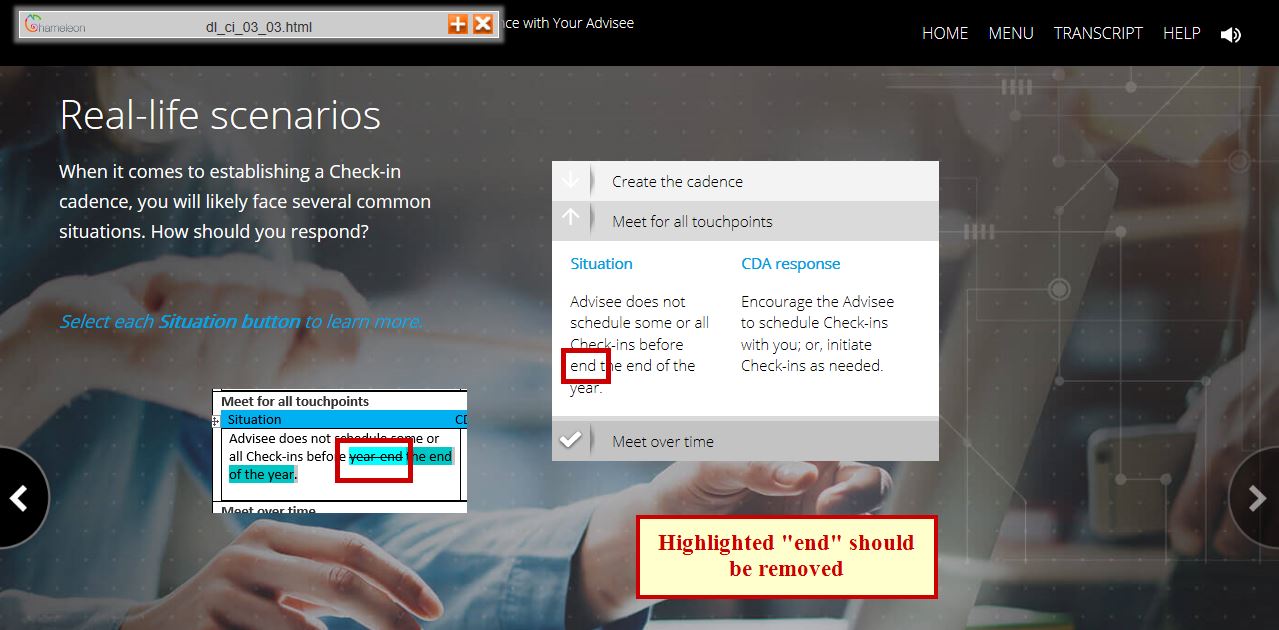 Chameleon
dl_ci_03_03.html
nce with Your Advisee
HOME MENU TRANSCRIPT HELP
Real-life scenarios
When it comes to establishing a Check-in
cadence, you will likely face several common
situations. How should you respond?
Select each Situation button to learn more.
Create the cadence
Meet for all touchpoints
Situation
Advisee does not
schedule some or all
Check-ins before
end the end of the
year.
CDA response
Encourage the Advisee
to schedule Check-ins
with you; or, initiate
Check-ins as needed.
Meet over time
Meet for all touchpoints
Situation CD
Advisee does not schedule some or
all Check-ins before year-end the end
of the year.
Meet over time
Highlighted "end" should
be removed